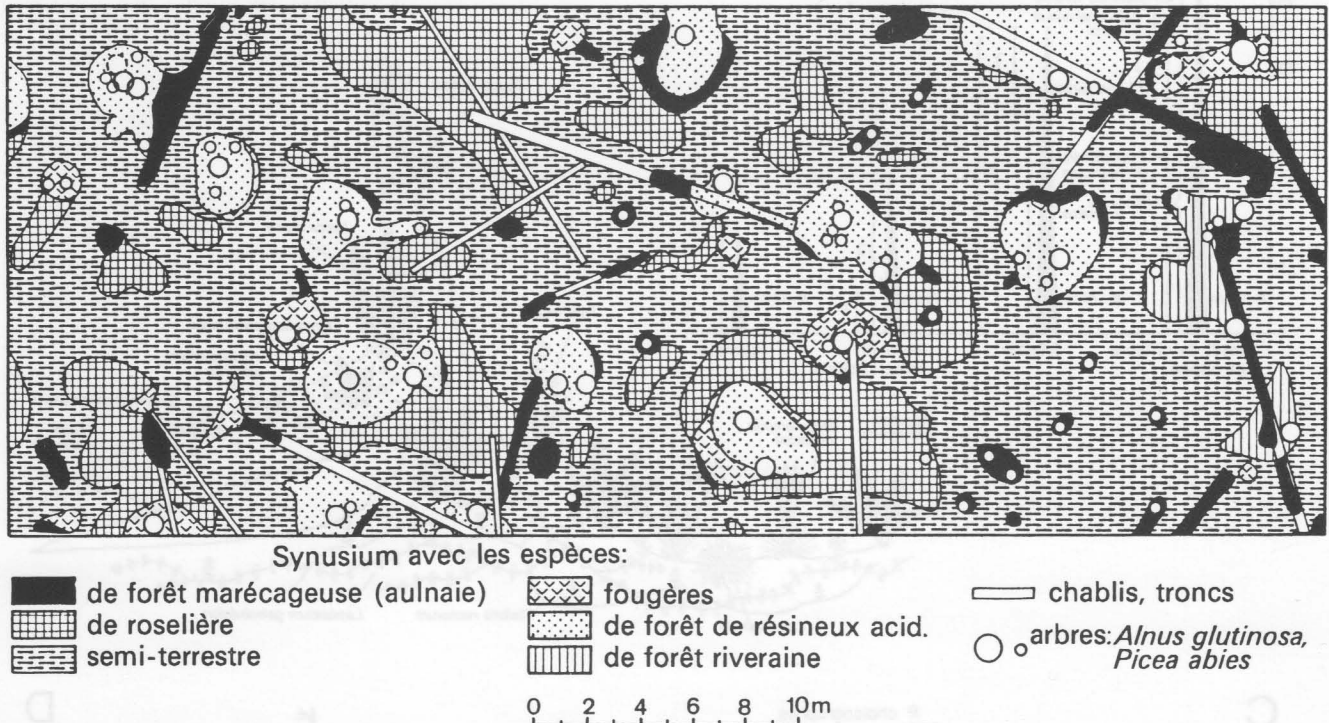 Synusium avec les espèces:
de forêt marécageuse (aulnaie)
de roselière
semi-terrestre
fougères
de forêt de résineux acid.
de forêt riveraine
chablis, troncs
arbres: Alnus glutinosa,
Picea abies
0 2 4 6 8 10m
C
D